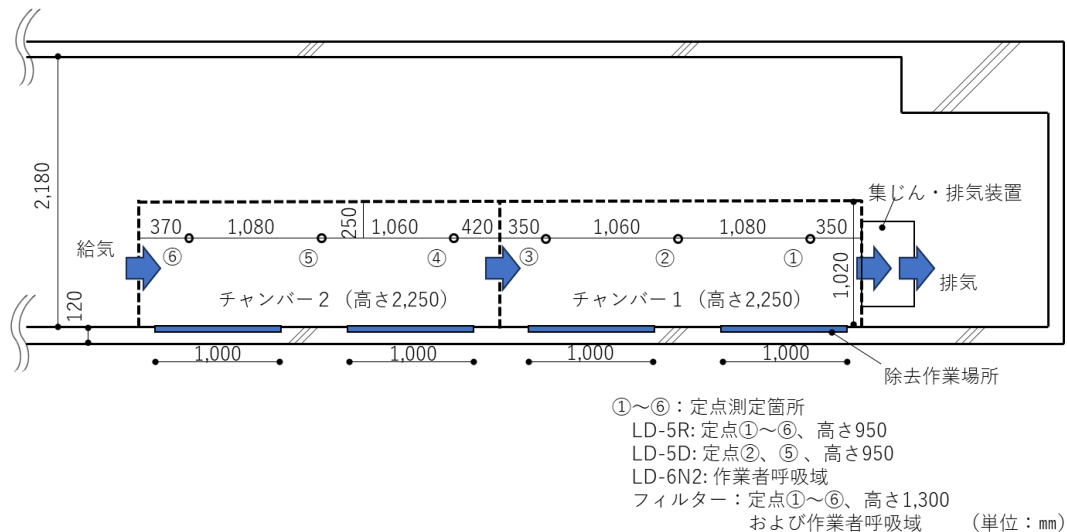 集じん・排気装置
2,180
370
1,080
250
1,060
420
350
1,060
1,080
350
給気
⑥
⑤
④
③
②
①
1,020
排気
チャンバー２（高さ2,250）
チャンバー１（高さ2,250）
120
1,000
1,000
1,000
1,000
除去作業場所
①～⑥：定点測定箇所
LD-5R: 定点①～⑥、高さ950
LD-5D: 定点②、⑤、高さ950
LD-6N2: 作業者呼吸域
フィルター：定点①～⑥、高さ1,300
および作業者呼吸域
（単位：㎜）